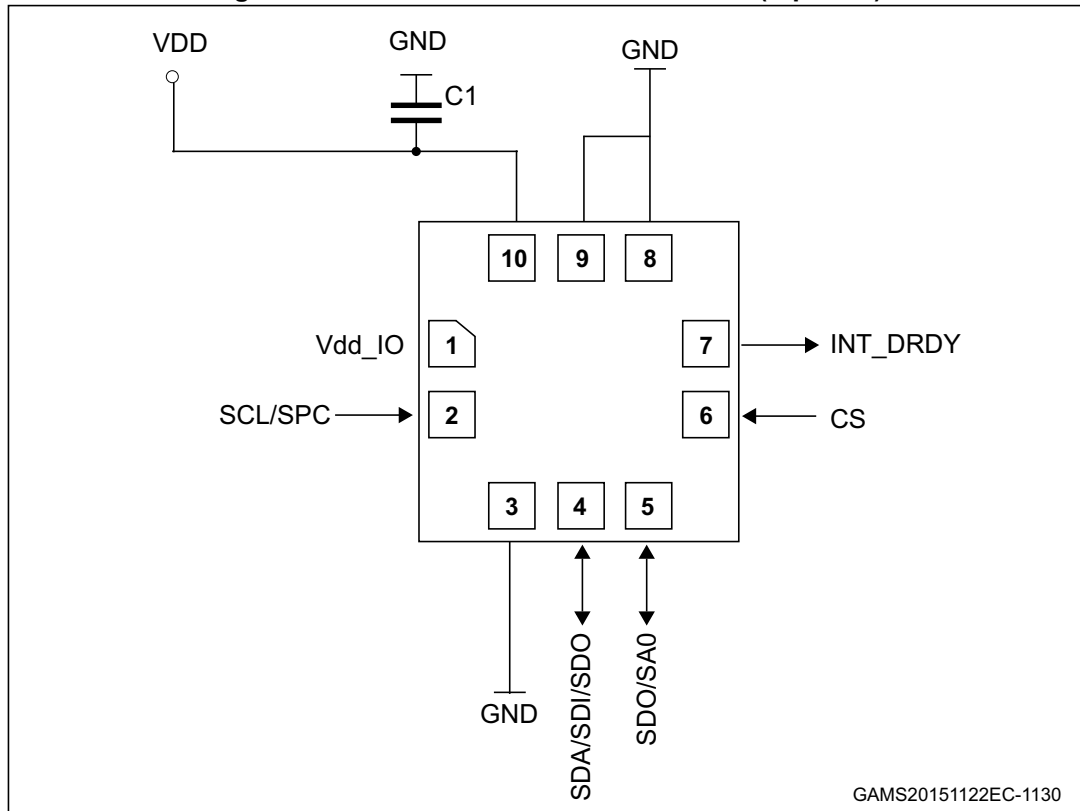 VDD
GND
GND
C1
10
9
8
Vdd_IO
1
7
INT_DRDY
SCL/SPC
2
6
CS
3
4
5
GND
SDA/SDI/SDO
SDO/SA0
GAMS20151122EC-1130